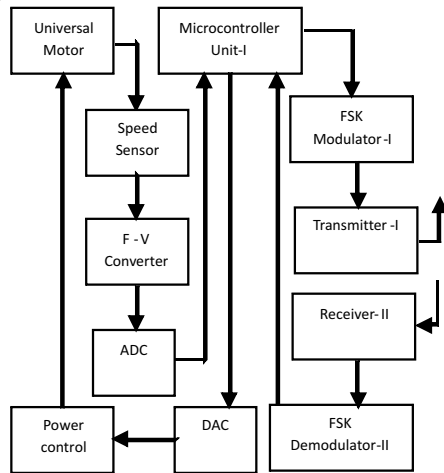 Universal
Motor
Microcontroller
Unit-I
Speed
Sensor
FSK
Modulator-I
F - V
Converter
Transmitter-I
ADC
Receiver-II
Power
control
DAC
FSK
Demodulator-II